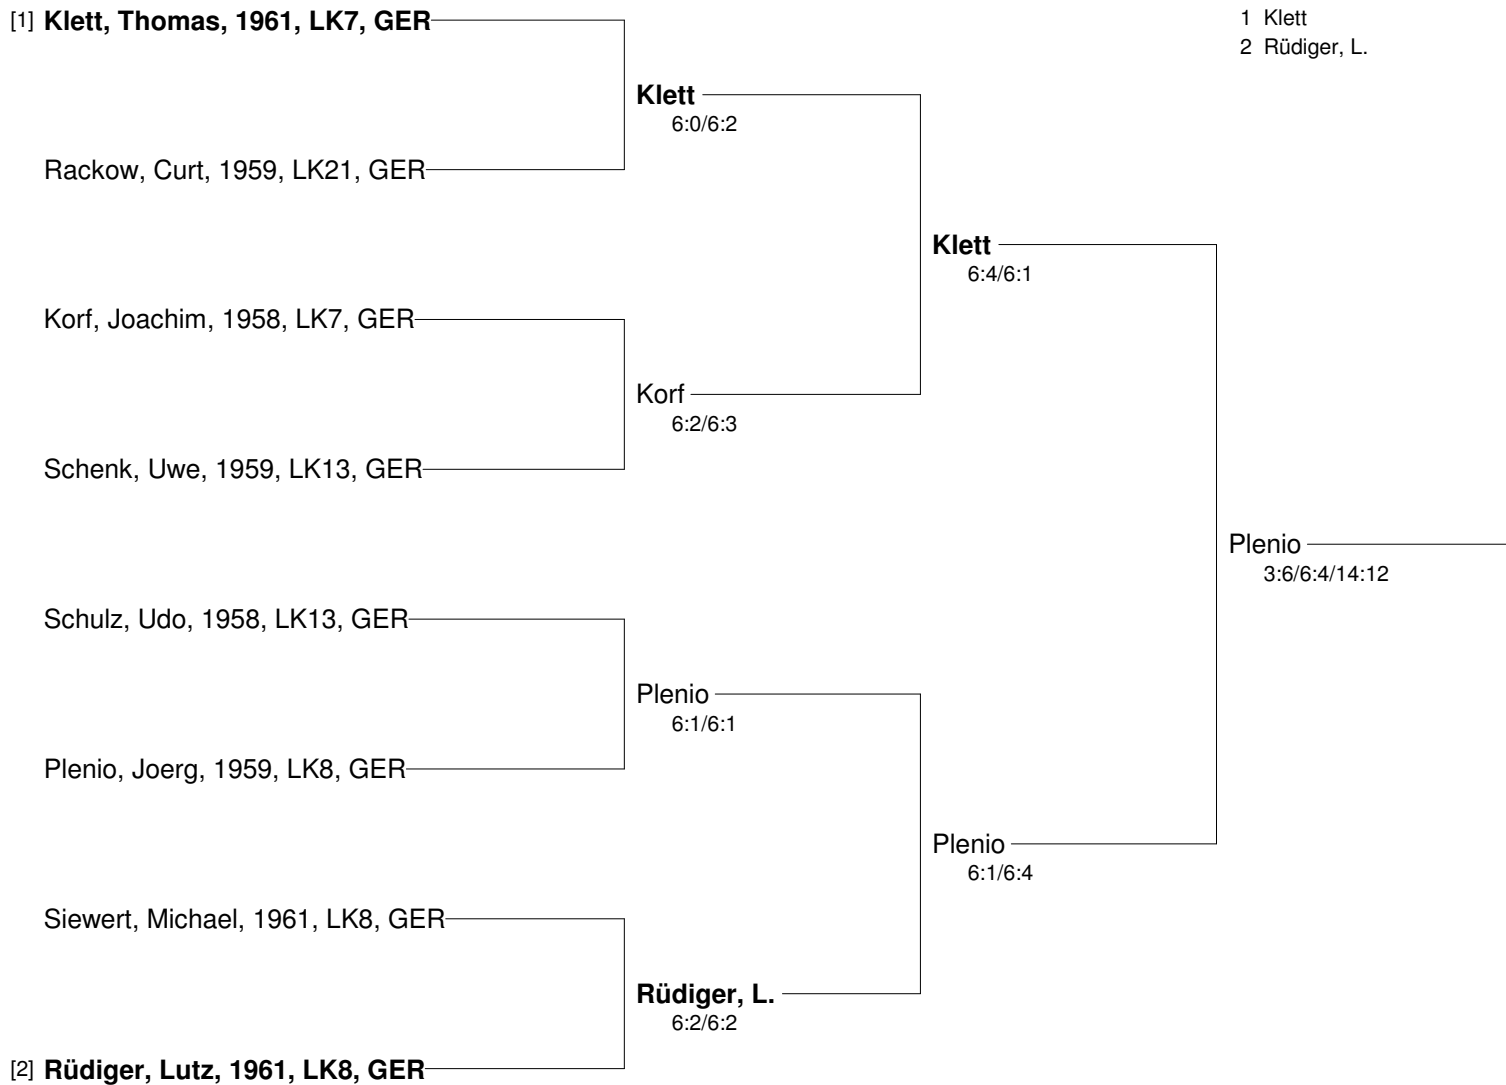 [1] Klett, Thomas, 1961, LK7, GER
1 Klett
2 Rüdiger, L.
Klett
6:0/6:2
Rackow, Curt, 1959, LK21, GER
Klett
6:4/6:1
Korf, Joachim, 1958, LK7, GER
Korf
6:2/6:3
Schenk, Uwe, 1959, LK13, GER
Plenio
3:6/6:4/14:12
Schulz, Udo, 1958, LK13, GER
Plenio
6:1/6:1
Plenio, Joerg, 1959, LK8, GER
Plenio
6:1/6:4
Siewert, Michael, 1961, LK8, GER
Rüdiger, L.
6:2/6:2
[2] Rüdiger, Lutz, 1961, LK8, GER